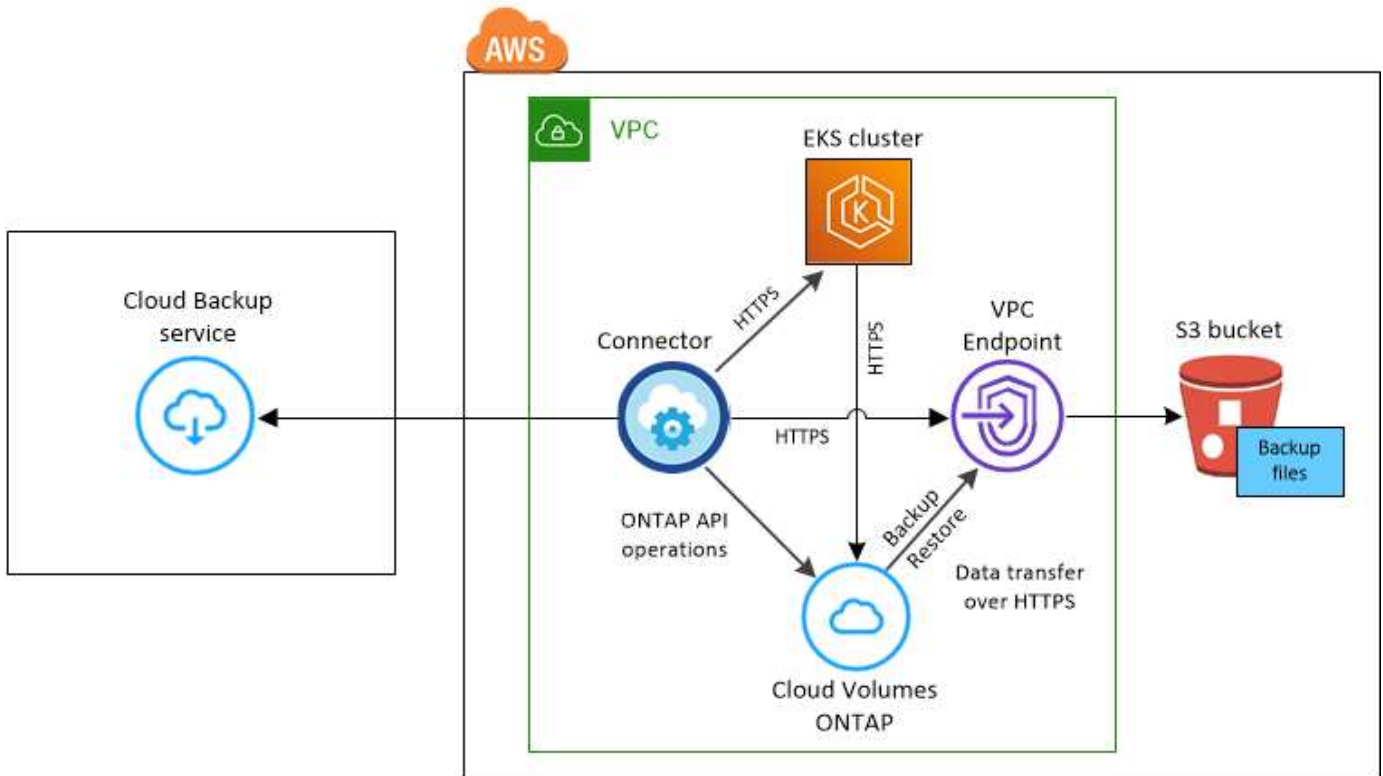 AWS
VPC
EKS cluster
K
Cloud Backup
service
Connector
HTTPS
HTTPS
VPC
Endpoint
S3 bucket
HTTPS
Backup
files
ONTAP API
operations
Backup
Restore
Data transfer
over HTTPS
Cloud Volumes
ONTAP